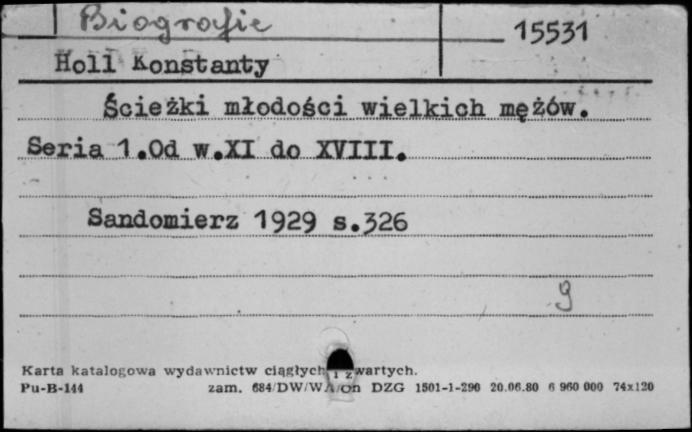 Biografie 15531
Holl Konstanty
Ścieżki młodości wielkich mężów.
Seria 1.Od w.XI do XVIII.
Sandomierz 1929 s.326
g
Karta katalogowa wydawnictw ciągłych i zwartych.
Pu-B-144 zam. 684/DW/WA/on DZG 1501-1-290 20.06.80 6 960 000 74x120